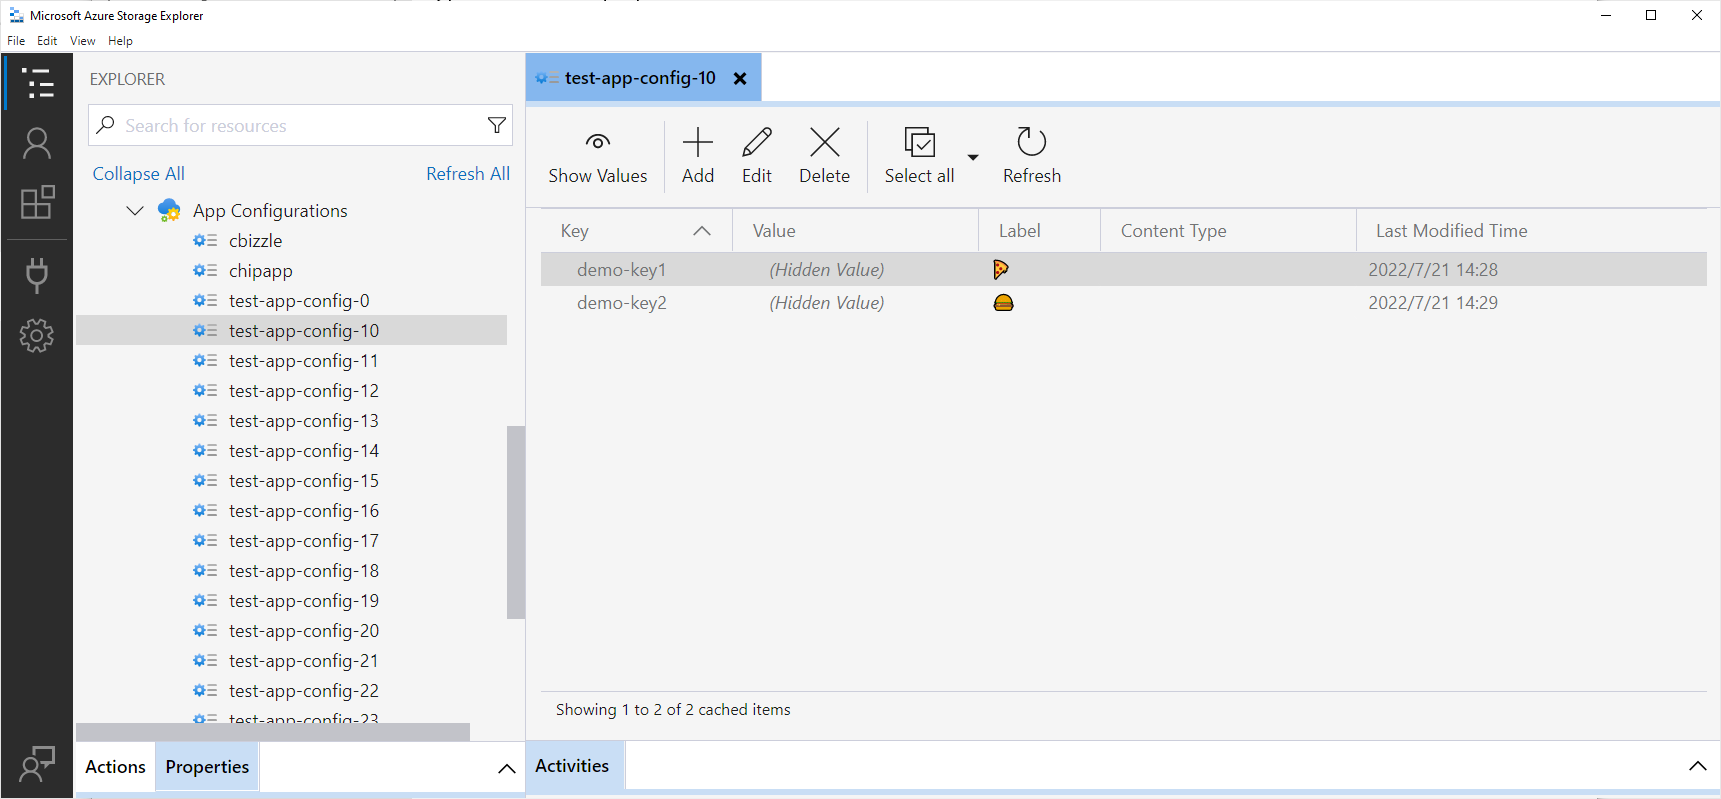 Microsoft Azure Storage Explorer
File Edit View Help
EXPLORER
Search for resources
Collapse All Refresh All
App Configurations
cbizzle
chipapp
test-app-config-0
test-app-config-10
test-app-config-11
test-app-config-12
test-app-config-13
test-app-config-14
test-app-config-15
test-app-config-16
test-app-config-17
test-app-config-18
test-app-config-19
test-app-config-20
test-app-config-21
test-app-config-22
test-app-config-23
Actions Properties
test-app-config-10
Show Values Add Edit Delete Select all Refresh
Key Value Label Content Type Last Modified Time
demo-key1 (Hidden Value) 🍕 2022/7/21 14:28
demo-key2 (Hidden Value) 🍔 2022/7/21 14:29
Showing 1 to 2 of 2 cached items
Activities